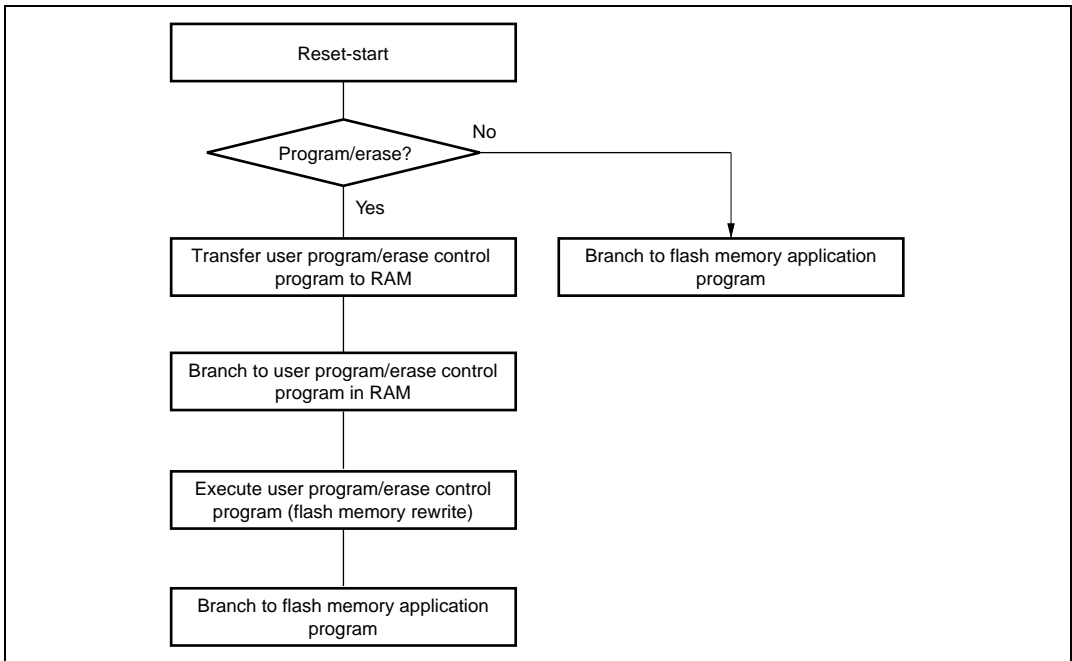 Reset-start
Program/erase?
No
Yes
Transfer user program/erase control
program to RAM
Branch to flash memory application
program
Branch to user program/erase control
program in RAM
Execute user program/erase control
program (flash memory rewrite)
Branch to flash memory application
program